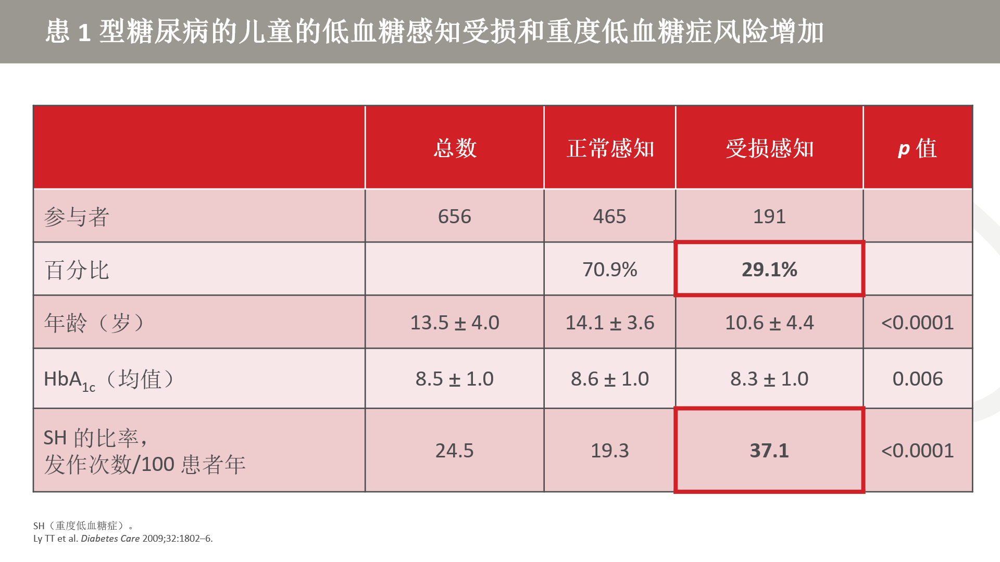 患 1 型糖尿病的儿童的低血糖感知受损和重度低血糖症风险增加
总数 正常感知 受损感知 p 值
参与者 656 465 191
百分比 70.9% 29.1%
年龄（岁） 13.5 ± 4.0 14.1 ± 3.6 10.6 ± 4.4 <0.0001
HbA1c（均值） 8.5 ± 1.0 8.6 ± 1.0 8.3 ± 1.0 0.006
SH 的比率，
发作次数/100 患者年 24.5 19.3 37.1 <0.0001
SH（重度低血糖症）。
Ly TT et al. Diabetes Care 2009;32:1802–6.